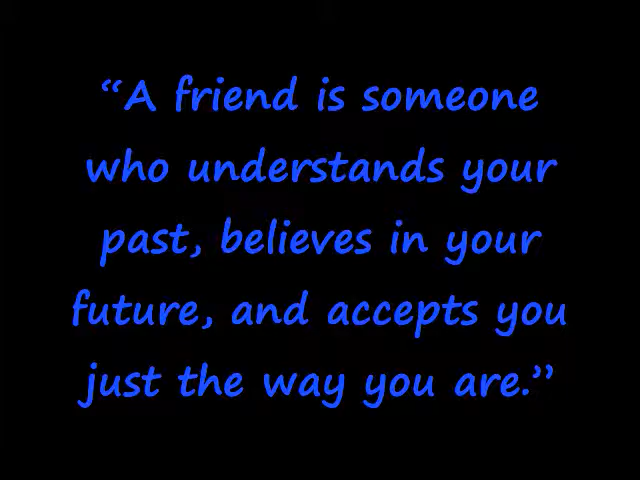 “A friend is someone
who understands your
past, believes in your
future, and accepts you
just the way you are.”